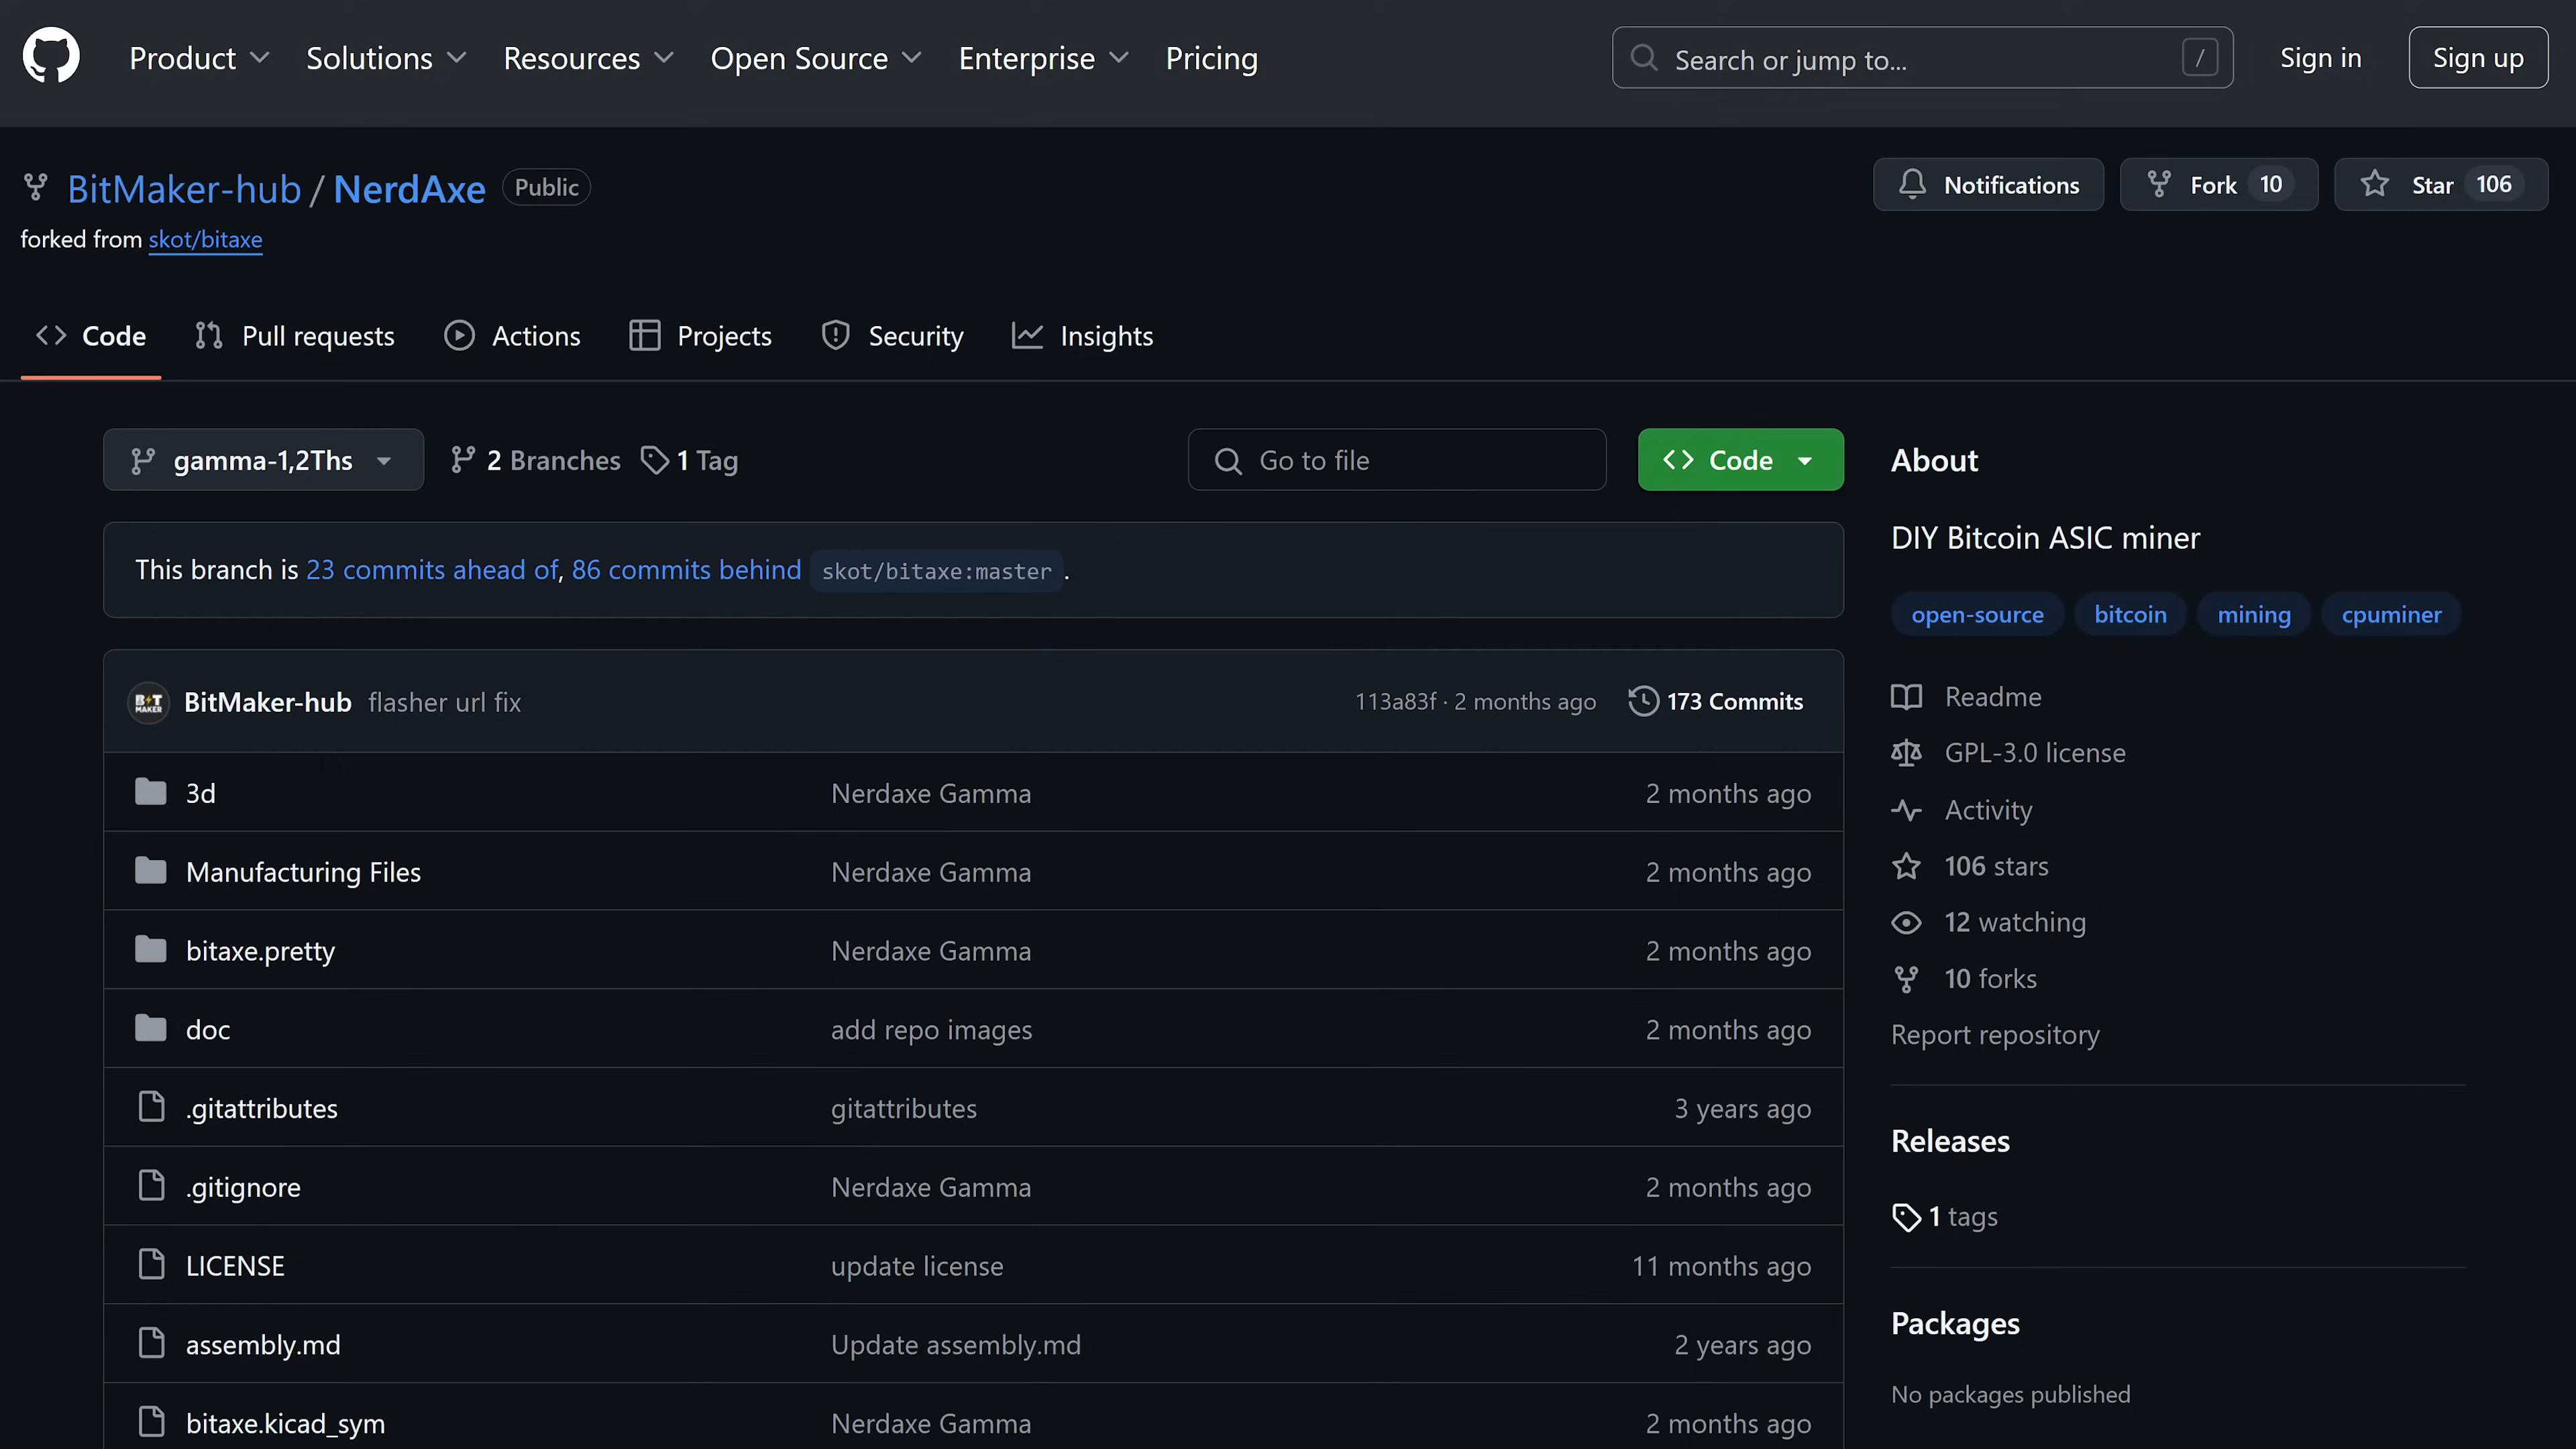 Product Solutions Resources Open Source Enterprise Pricing Search or jump to... / Sign in Sign up
BitMaker-hub / NerdAxe Public Notifications Fork 10 Star 106
forked from skot/bitaxe
Code Pull requests Actions Projects Security Insights
gamma-1,2Ths 2 Branches 1 Tag Go to file Code
This branch is 23 commits ahead of, 86 commits behind skot/bitaxe:master .
BIT MAKER BitMaker-hub flasher url fix 113a83f · 2 months ago 173 Commits
3d Nerdaxe Gamma 2 months ago
Manufacturing Files Nerdaxe Gamma 2 months ago
bitaxe.pretty Nerdaxe Gamma 2 months ago
doc add repo images 2 months ago
.gitattributes gitattributes 3 years ago
.gitignore Nerdaxe Gamma 2 months ago
LICENSE update license 11 months ago
assembly.md Update assembly.md 2 years ago
bitaxe.kicad_sym Nerdaxe Gamma 2 months ago
About
DIY Bitcoin ASIC miner
open-source bitcoin mining cpuminer
Readme
GPL-3.0 license
Activity
106 stars
12 watching
10 forks
Report repository
Releases
1 tags
Packages
No packages published